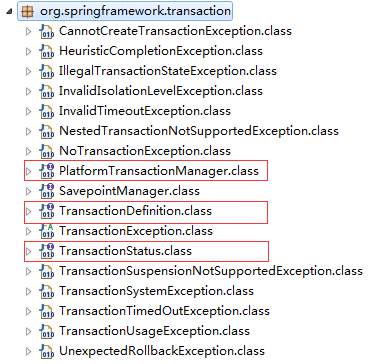 org.springframework.transaction
CannotCreateTransactionException.class
HeuristicCompletionException.class
IllegalTransactionStateException.class
InvalidIsolationLevelException.class
InvalidTimeoutException.class
NestedTransactionNotSupportedException.class
NoTransactionException.class
PlatformTransactionManager.class
SavepointManager.class
TransactionDefinition.class
TransactionException.class
TransactionStatus.class
TransactionSuspensionNotSupportedException.class
TransactionSystemException.class
TransactionTimedOutException.class
TransactionUsageException.class
UnexpectedRollbackException.class